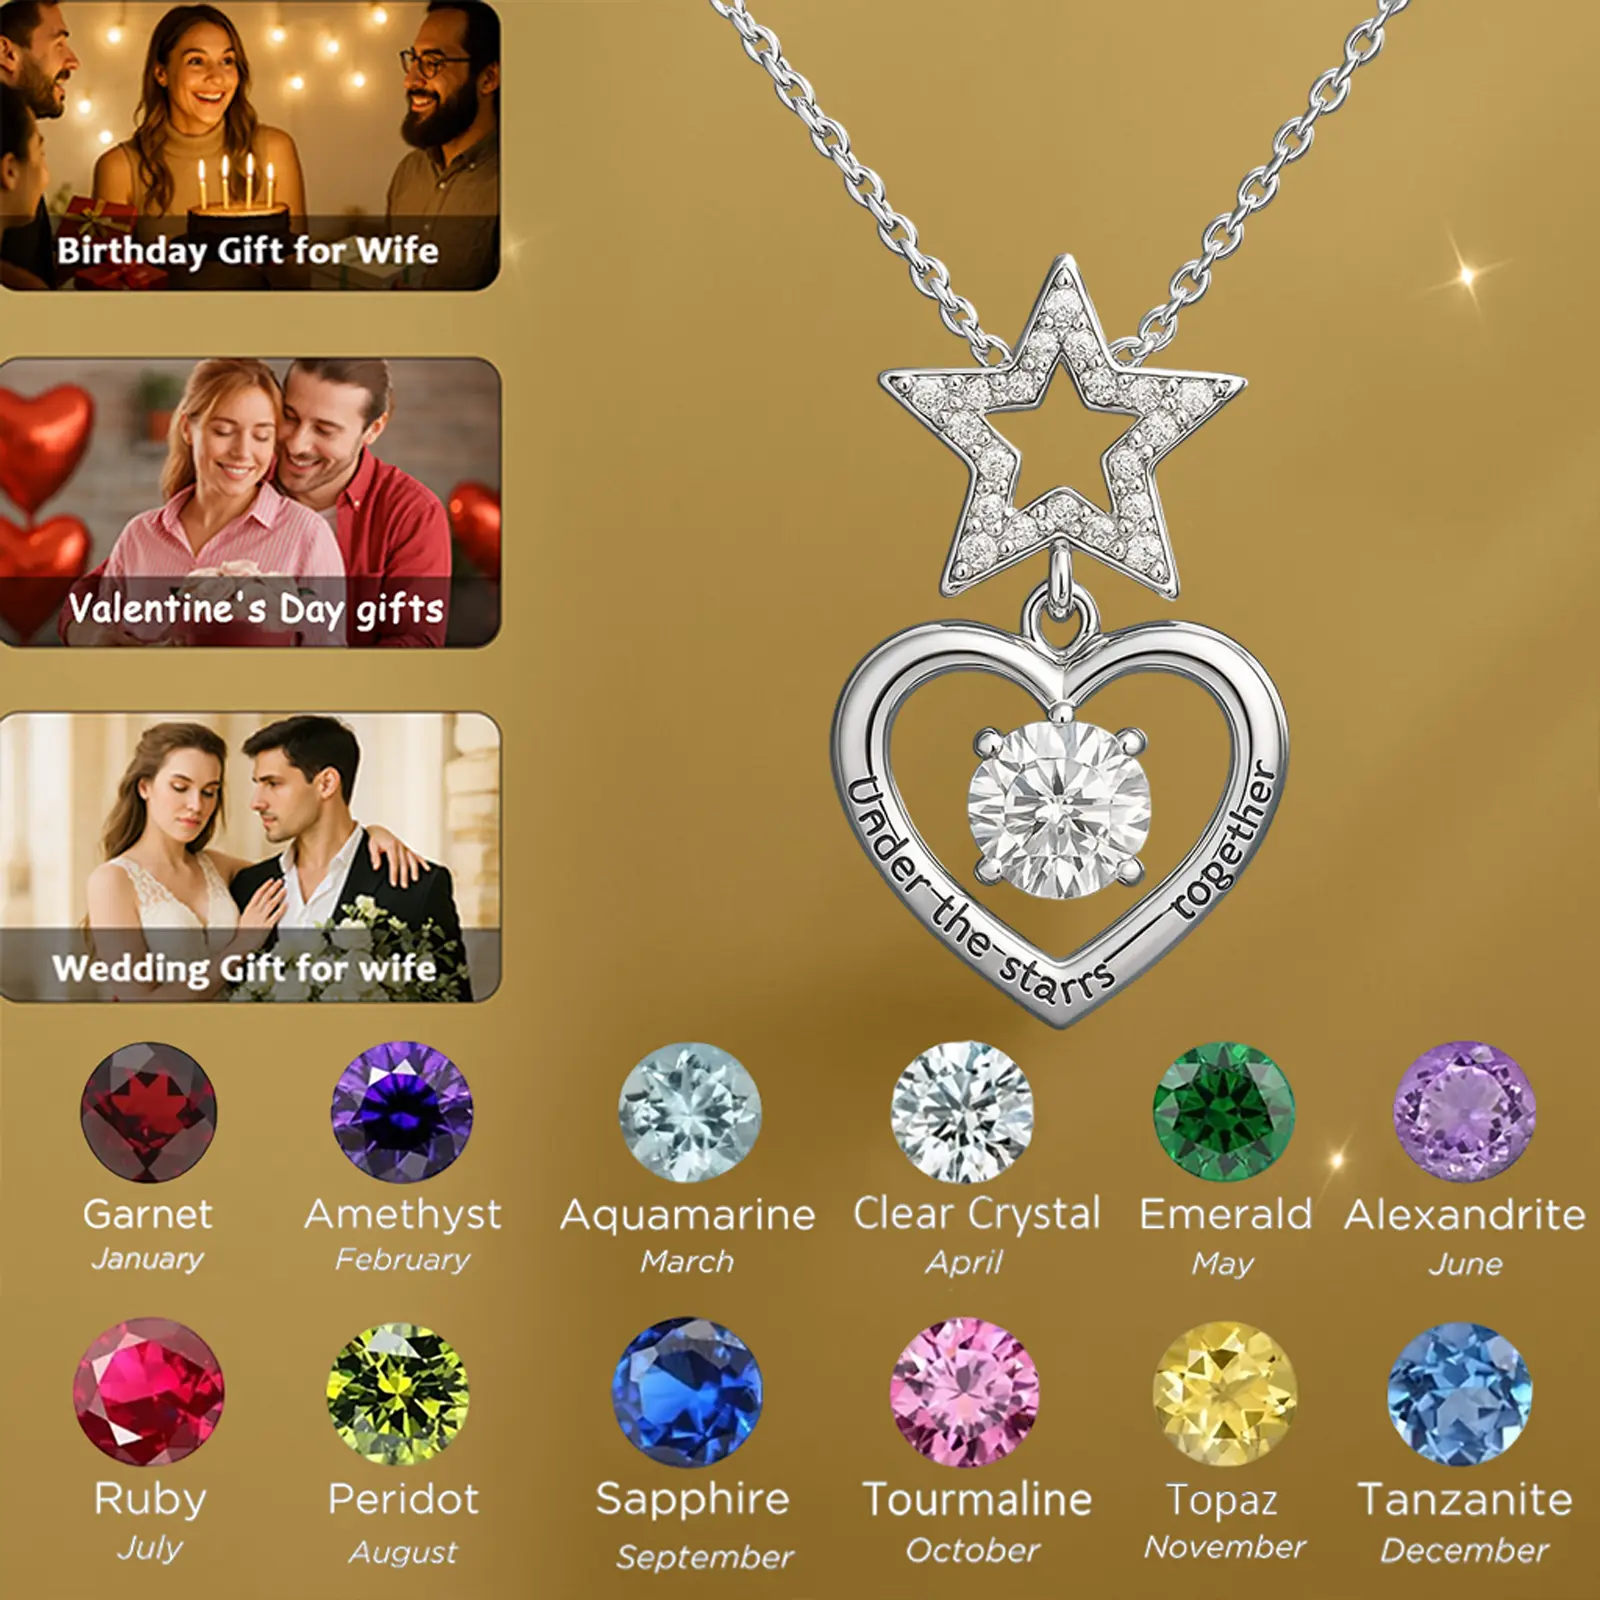 Birthday Gift for Wife
Valentine's Day gifts
Wedding Gift for wife
Under the starrs rogether
Garnet
January
Amethyst
February
Aquamarine
March
Clear Crystal
April
Emerald
May
Alexandrite
June
Ruby
July
Peridot
August
Sapphire
September
Tourmaline
October
Topaz
November
Tanzanite
December